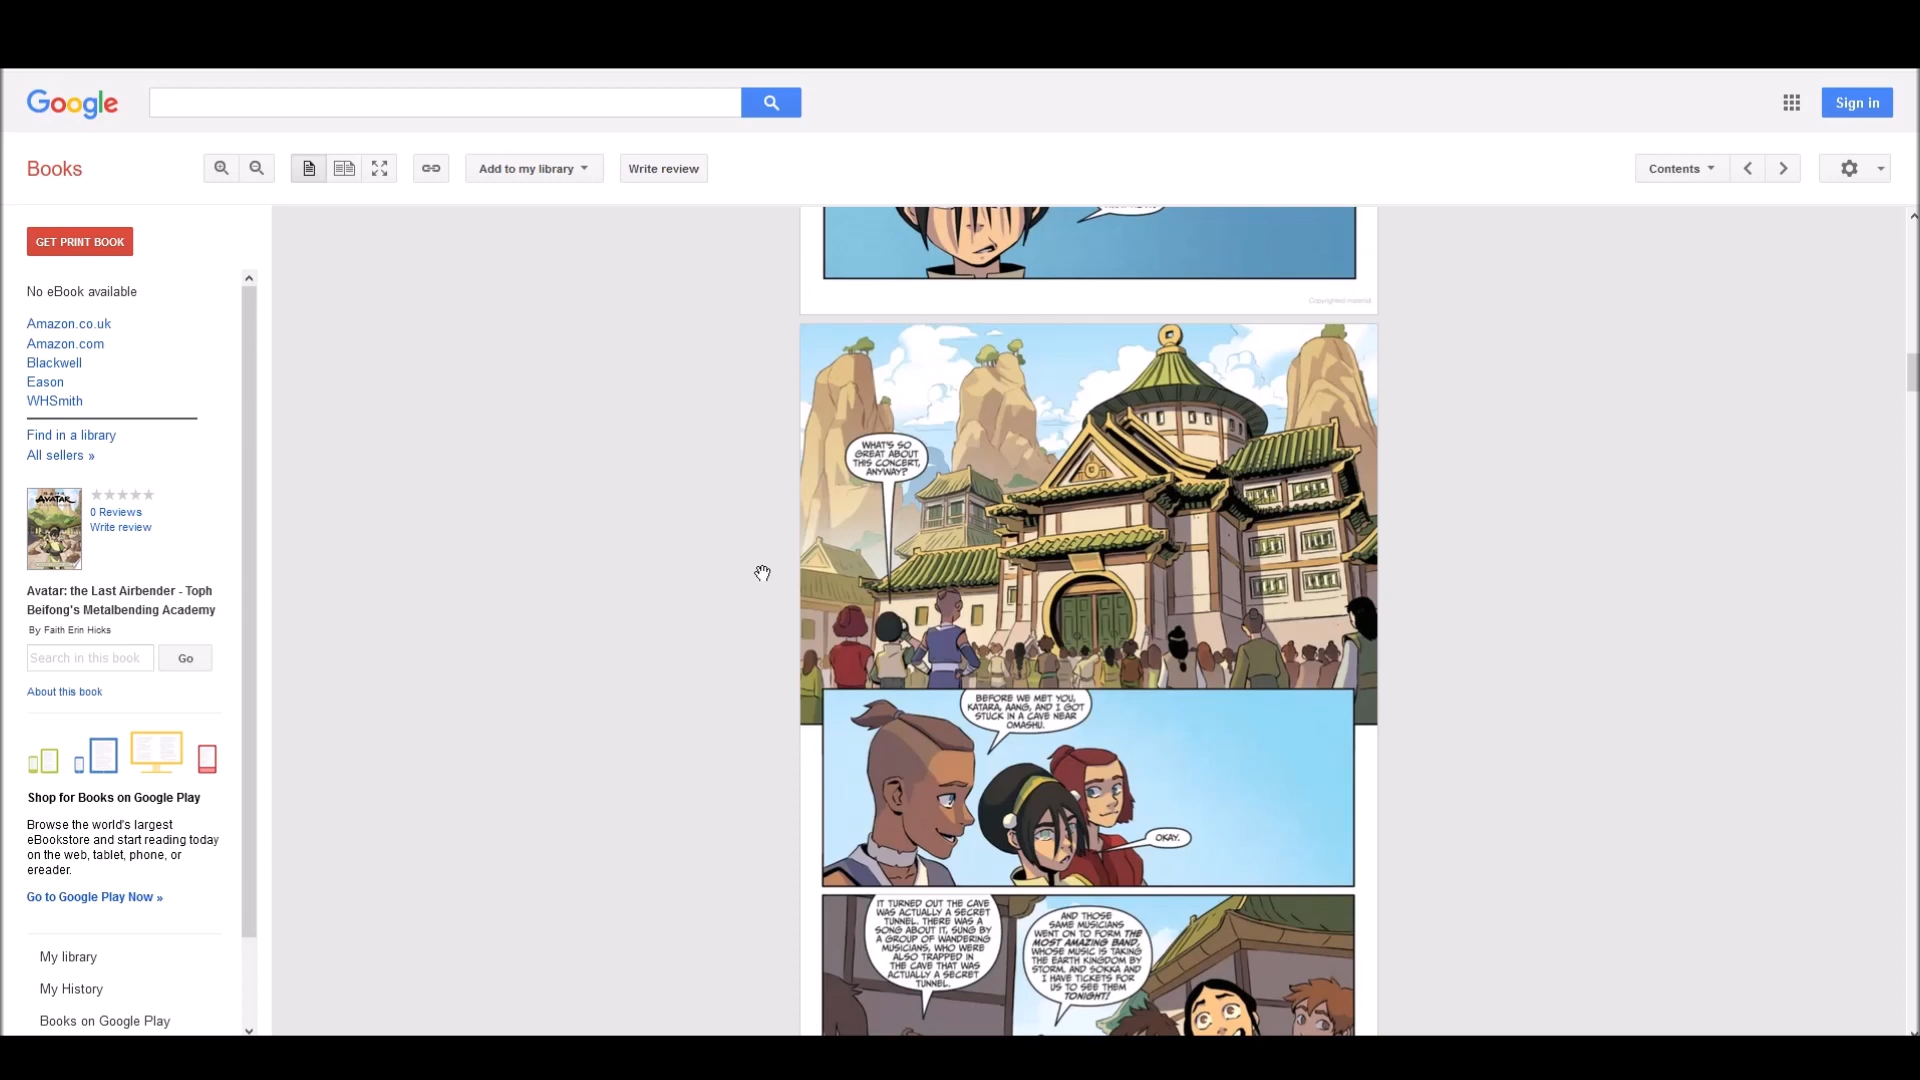 Google
Sign in
Books
Add to my library
Write review
Contents
GET PRINT BOOK
No eBook available
Amazon.co.uk
Amazon.com
Blackwell
Eason
WHSmith
Find in a library
All sellers »
AVATAR
0 Reviews
Write review
Avatar: the Last Airbender - Toph
Beifong's Metalbending Academy
By Faith Erin Hicks
Search in this book
Go
About this book
Shop for Books on Google Play
Browse the world's largest
eBookstore and start reading today
on the web, tablet, phone, or
ereader.
Go to Google Play Now »
My library
My History
Books on Google Play
Copyrighted material
WHAT'S SO
GREAT ABOUT
THIS CONCERT,
ANYWAY?
BEFORE WE MET YOU,
KATARA, AANG, AND I GOT
STUCK IN A CAVE NEAR
OMASHU.
OKAY.
IT TURNED OUT THE CAVE
WAS ACTUALLY A SECRET
TUNNEL. THERE WAS A
SONG ABOUT IT, SUNG BY
A GROUP OF WANDERING
MUSICIANS, WHO WERE
ALSO TRAPPED IN
THE CAVE THAT WAS
ACTUALLY A SECRET
TUNNEL.
AND THOSE
SAME MUSICIANS
WENT ON TO FORM THE
MOST AMAZING BAND,
WHOSE MUSIC IS TAKING
THE EARTH KINGDOM BY
STORM. AND SOKKA AND
I HAVE TICKETS FOR
US TO SEE THEM
TONIGHT!